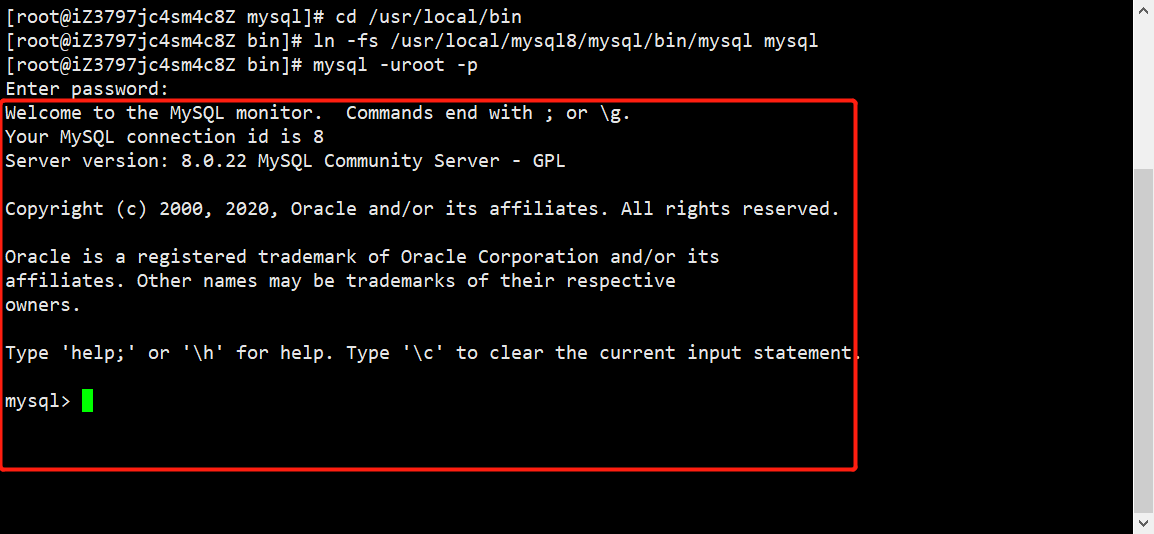 [root@iZ3797jc4sm4c8Z mysql]# cd /usr/local/bin
[root@iZ3797jc4sm4c8Z bin]# ln -fs /usr/local/mysql8/mysql/bin/mysql mysql
[root@iZ3797jc4sm4c8Z bin]# mysql -uroot -p
Enter password:
Welcome to the MySQL monitor.  Commands end with ; or \g.
Your MySQL connection id is 8
Server version: 8.0.22 MySQL Community Server - GPL
Copyright (c) 2000, 2020, Oracle and/or its affiliates. All rights reserved.
Oracle is a registered trademark of Oracle Corporation and/or its
affiliates. Other names may be trademarks of their respective
owners.
Type 'help;' or '\h' for help. Type '\c' to clear the current input statement.
mysql>